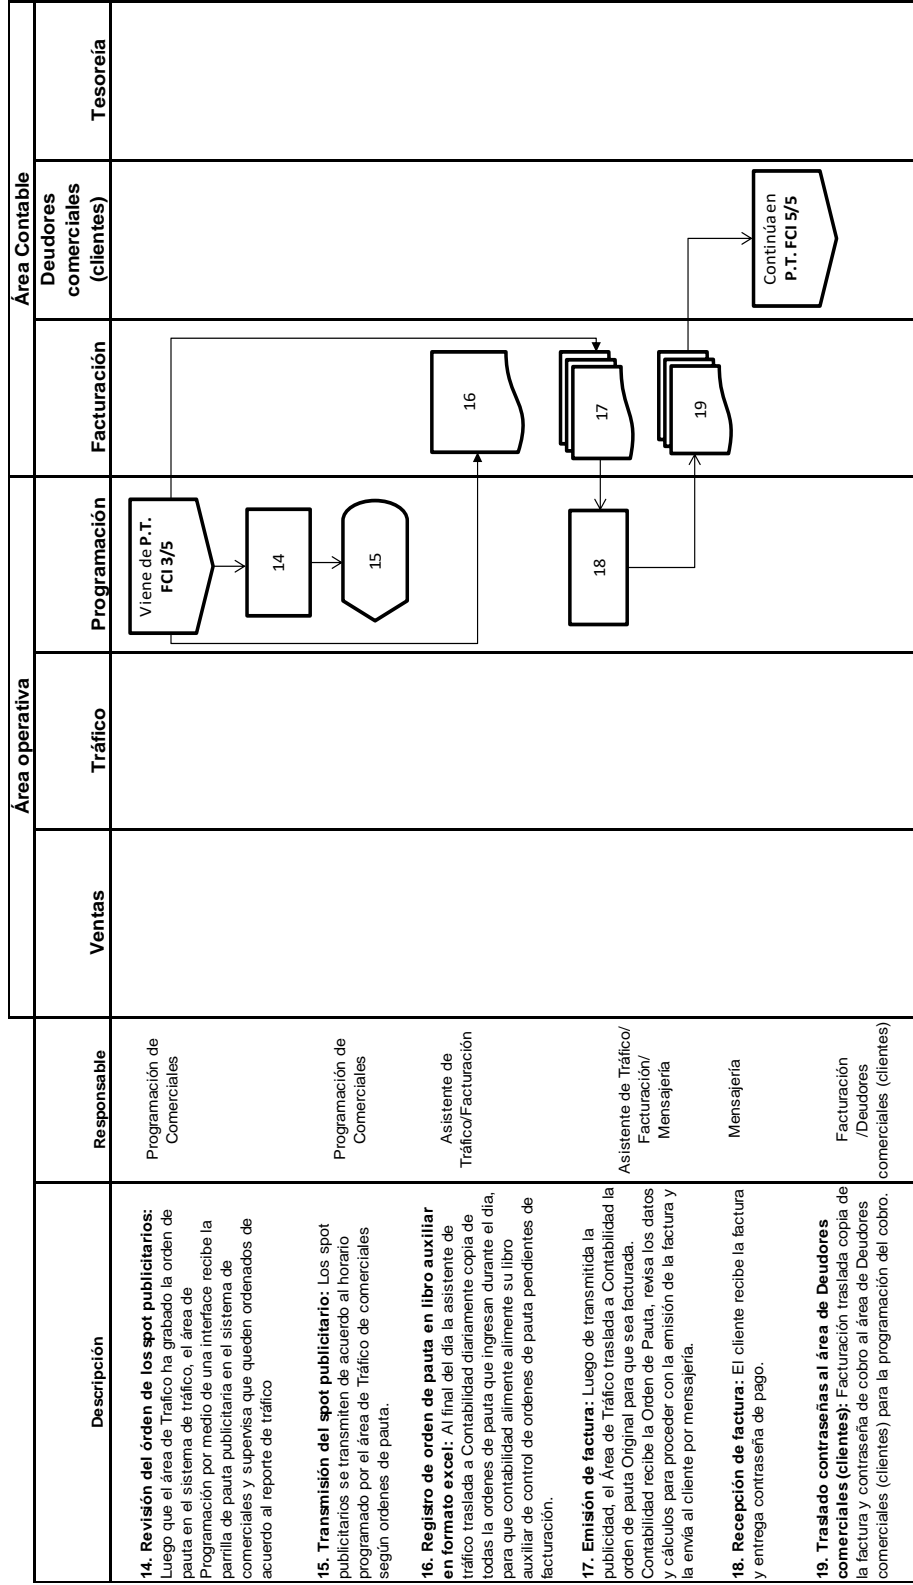 Área operativa
Área Contable
Descripción
Responsable
Ventas
Tráfico
Programación
Facturación
Deudores
comerciales
(clientes)
Tesoreía
14. Revisión del órden de los spot publicitarios:
Luego que el área de Trafico ha grabado la orden de
pauta en el sistema de tráfico, el área de
Programación por medio de una interface recibe la
parrilla de pauta publicitaria en el sistema de
comerciales y supervisa que queden ordenados de
acuerdo al reporte de tráfico
Programación de
Comerciales
Viene de P.T.
FCI 3/5
14
15. Transmisión del spot publicitario: Los spot
publicitarios se transmiten de acuerdo al horario
programado por el área de Tráfico de comerciales
según ordenes de pauta.
Programación de
Comerciales
15
16. Registro de orden de pauta en libro auxiliar
en formato excel: Al final del día la asistente de
tráfico traslada a Contabilidad diariamente copia de
todas la ordenes de pauta que ingresan durante el día,
para que contabilidad alimente alimente su libro
auxiliar de control de ordenes de pauta pendientes de
facturación.
Asistente de
Tráfico/Facturación
16
17. Emisión de factura: Luego de transmitida la
publicidad, el Área de Tráfico traslada a Contabilidad la
orden de pauta Original para que sea facturada.
Contabilidad recibe la Orden de Pauta, revisa los datos
y cálculos para proceder con la emisión de la factura y
la envía al cliente por mensajería.
Asistente de Tráfico/
Facturación/
Mensajería
17
18. Recepción de factura: El cliente recibe la factura
y entrega contraseña de pago.
Mensajería
18
19. Traslado contraseñas al área de Deudores
comerciales (clientes): Facturación traslada copia de
la factura y contraseña de cobro al área de Deudores
comerciales (clientes) para la programación del cobro.
Facturación
/Deudores
comerciales (clientes)
19
Continúa en
P.T. FCI 5/5